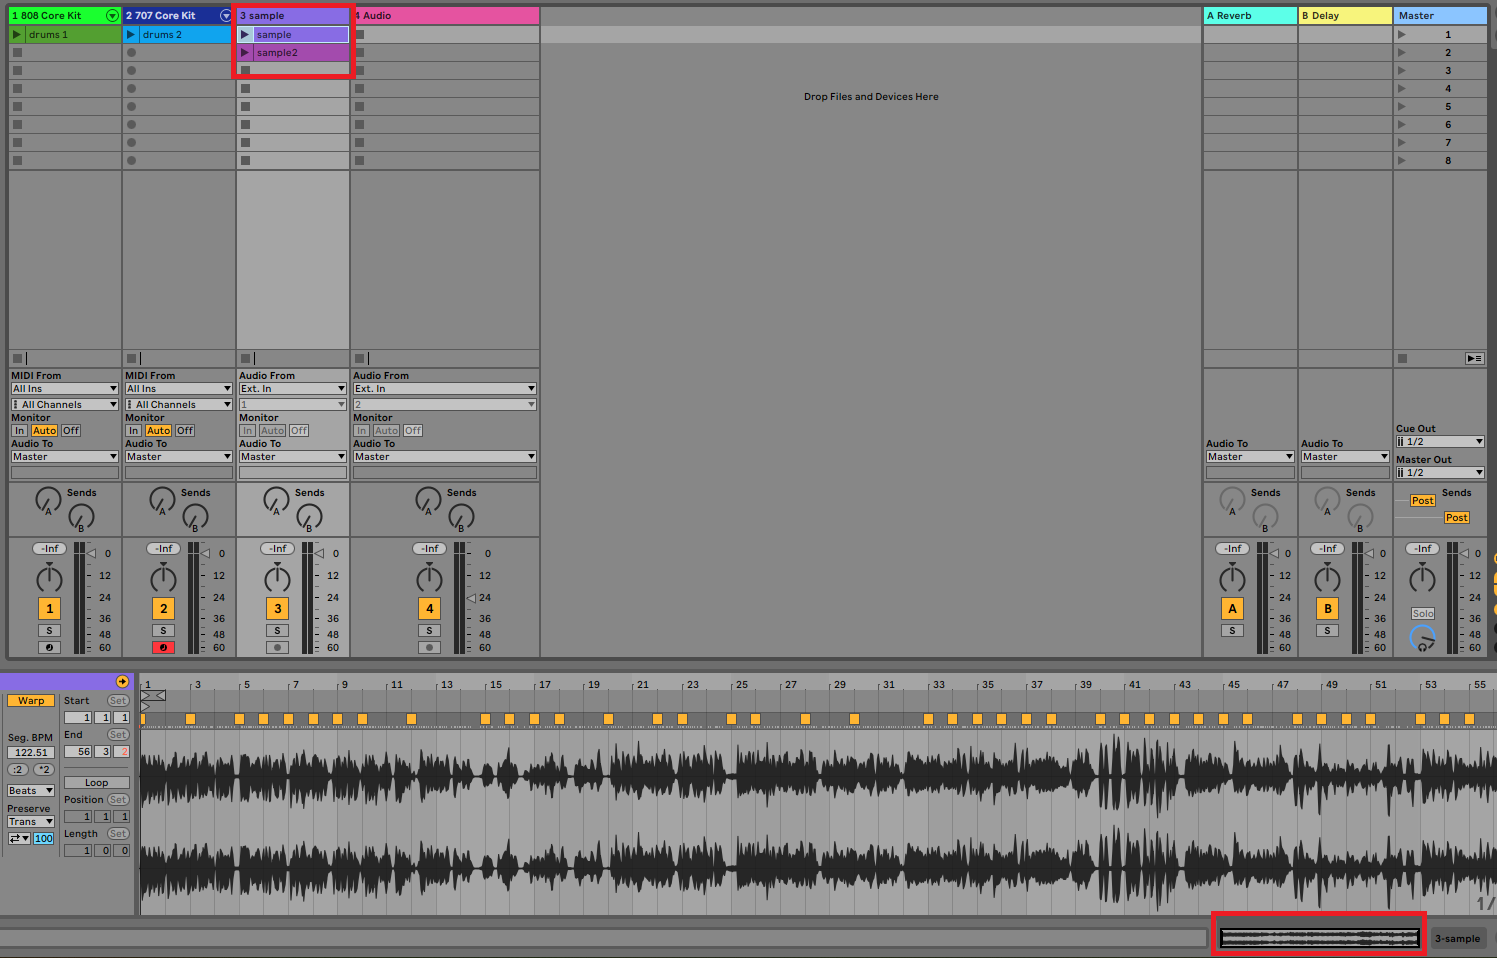 1 808 Core Kit 2 707 Core Kit 3 sample 4 Audio A Reverb B Delay Master
drums 1 drums 2 sample 1
sample2 2
3
4
Drop Files and Devices Here
5
6
7
8
MIDI From MIDI From Audio From Audio From
All Ins All Ins Ext. In Ext. In
All Channels All Channels 1 2
Monitor Monitor Monitor Monitor
In Auto Off In Auto Off In Auto Off In Auto Off
Audio To Audio To Audio To Audio To Audio To Audio To
Master Master Master Master Master Master
Cue Out
1/2
Master Out
1/2
Sends Sends Sends Sends Sends Sends Sends
A B A B A B A B A B A B Post
Post
-Inf 0 -Inf 0 -Inf 0 -Inf 0 -Inf 0 -Inf 0 -Inf 0
12 12 12 12 12 12 12
24 24 24 24 24 24 24
1 2 3 4 A B Solo
36 36 36 36 36 36 36
S S S S S S
48 48 48 48 48 48 48
60 60 60 60 60 60 60
1 3 5 7 9 11 13 15 17 19 21 23 25 27 29 31 33 35 37 39 41 43 45 47 49 51 53 55
Warp Start Set
1 1 1
Seg. BPM End Set
122.51 56 3 2
:2 *2
Beats Loop
Preserve Position Set
Trans 1 1 1
100 Length Set
1 0 0
1/
3-sample